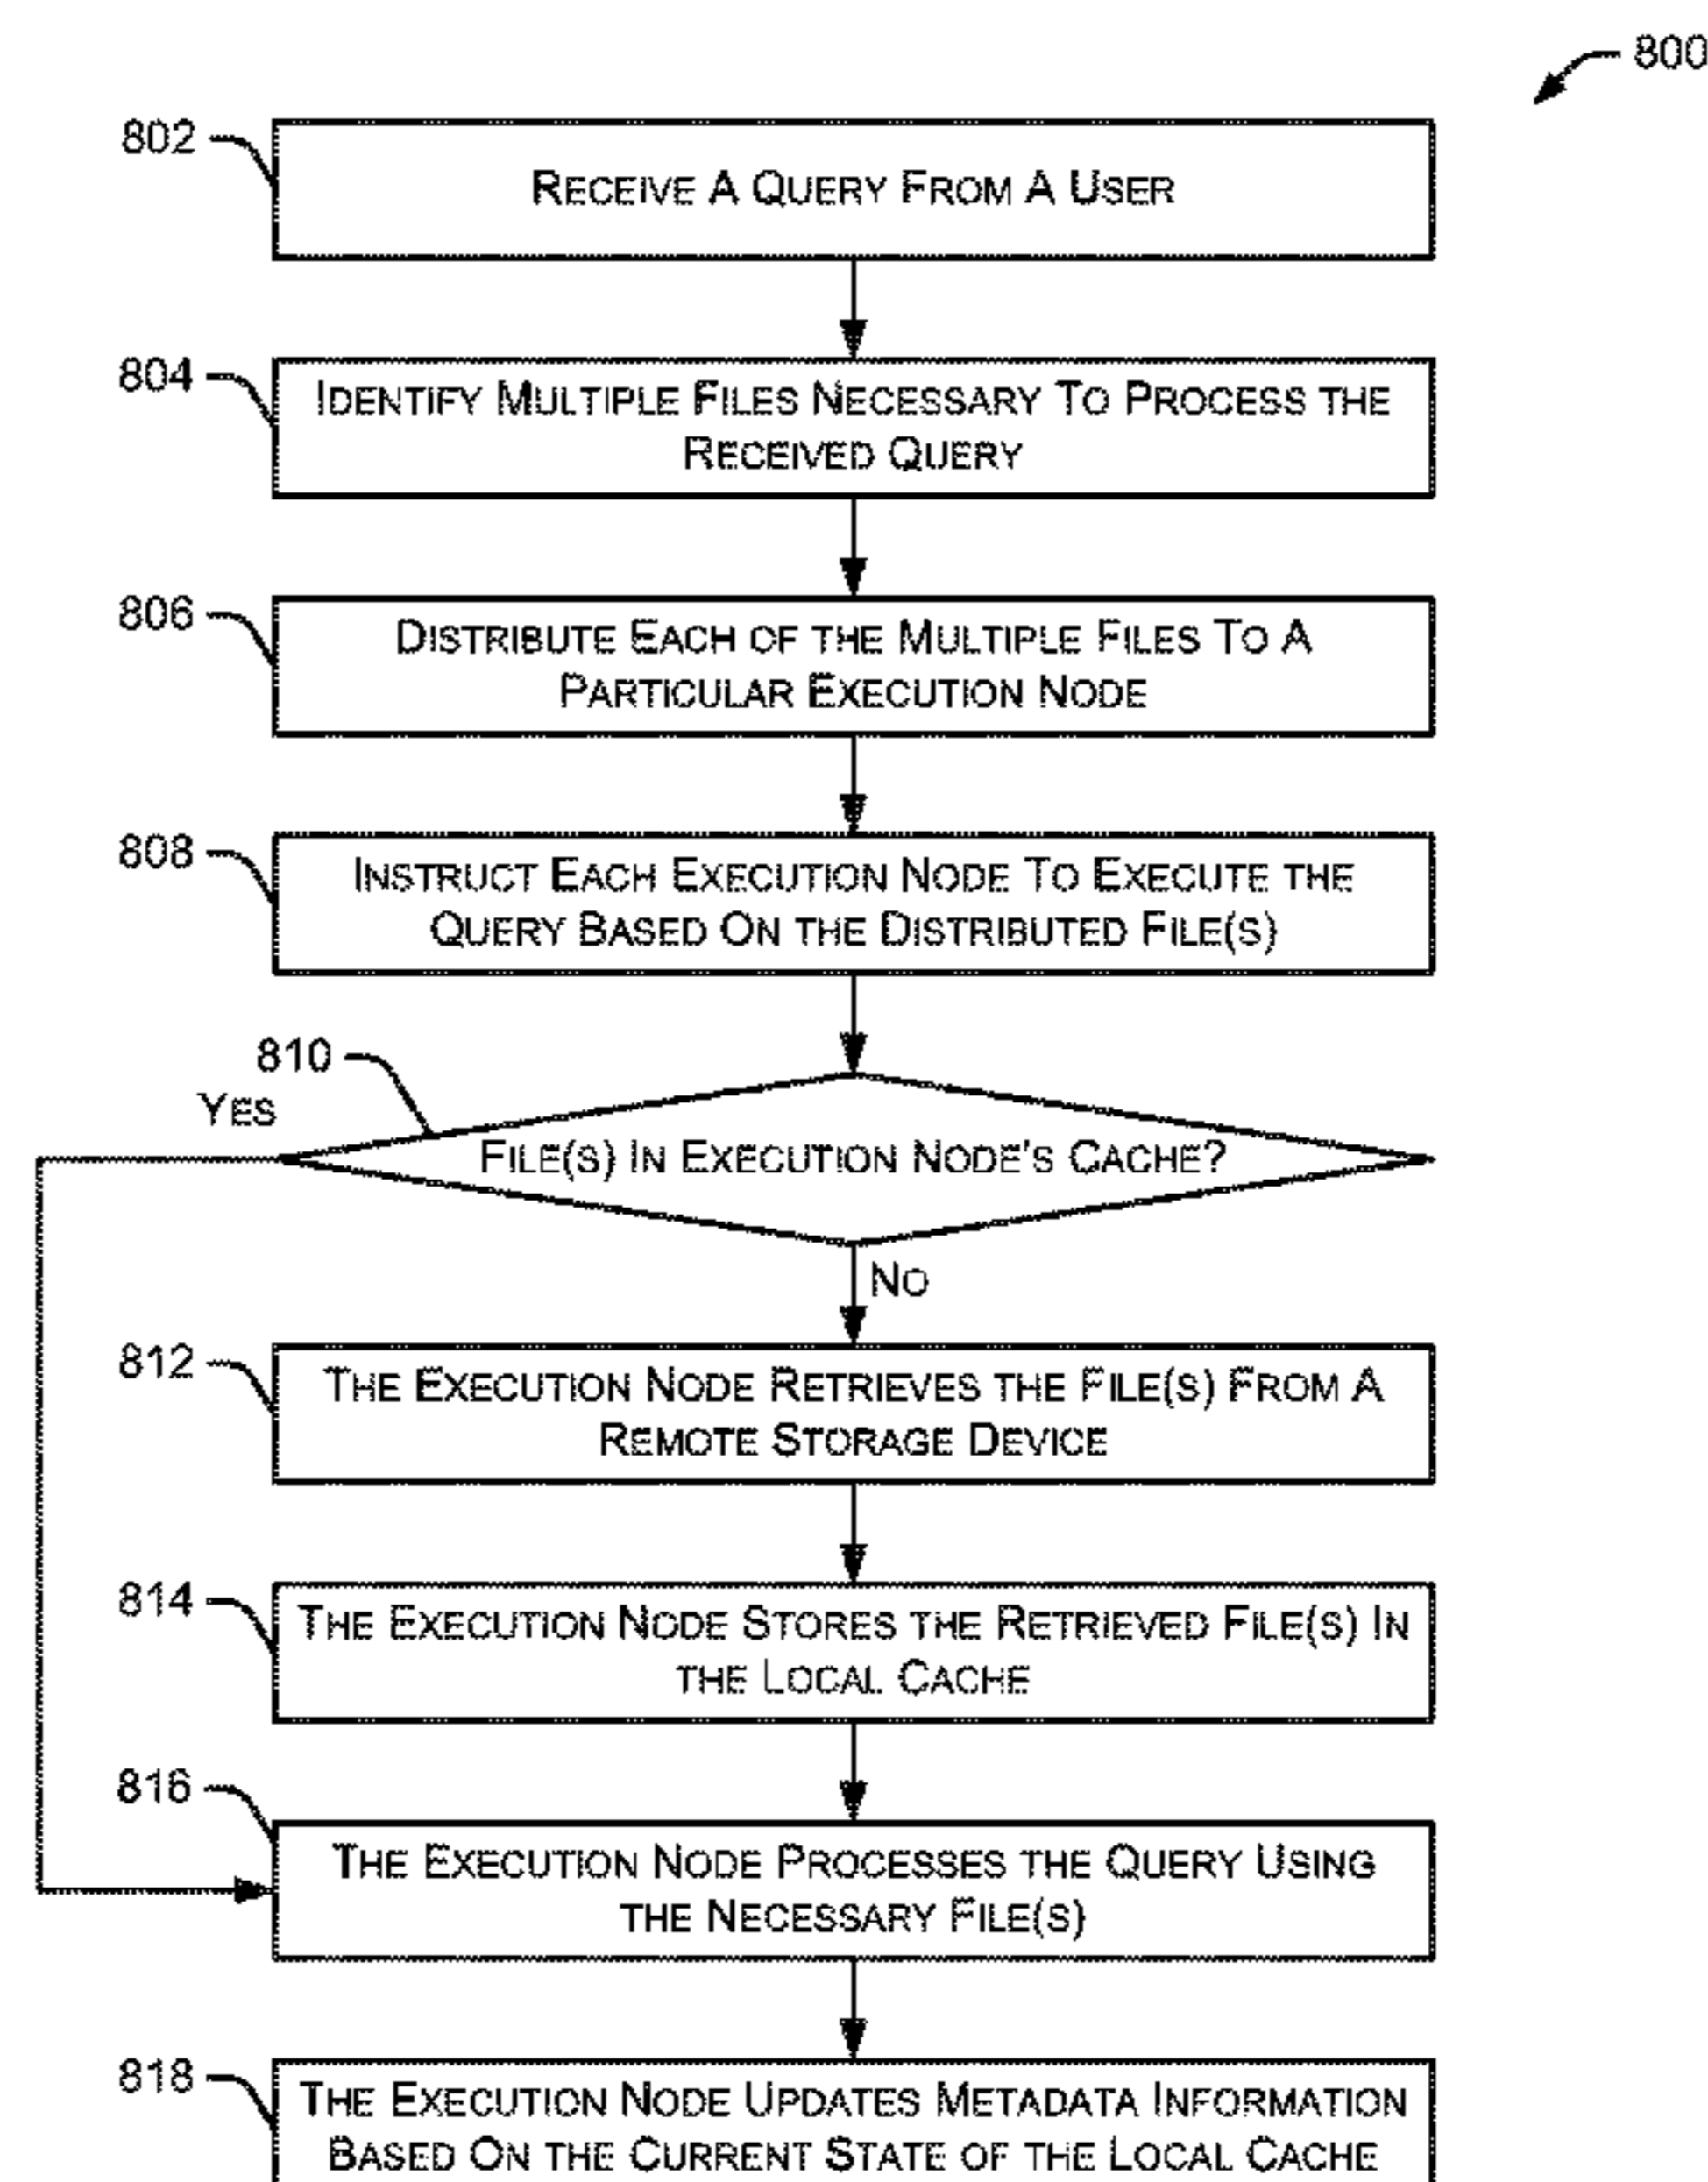 800
802
RECEIVE A QUERY FROM A USER
804
IDENTIFY MULTIPLE FILES NECESSARY TO PROCESS THE
RECEIVED QUERY
806
DISTRIBUTE EACH OF THE MULTIPLE FILES TO A
PARTICULAR EXECUTION NODE
808
INSTRUCT EACH EXECUTION NODE TO EXECUTE THE
QUERY BASED ON THE DISTRIBUTED FILE(S)
810
YES
FILE(S) IN EXECUTION NODE'S CACHE?
NO
812
THE EXECUTION NODE RETRIEVES THE FILE(S) FROM A
REMOTE STORAGE DEVICE
814
THE EXECUTION NODE STORES THE RETRIEVED FILE(S) IN
THE LOCAL CACHE
816
THE EXECUTION NODE PROCESSES THE QUERY USING
THE NECESSARY FILE(S)
818
THE EXECUTION NODE UPDATES METADATA INFORMATION
BASED ON THE CURRENT STATE OF THE LOCAL CACHE